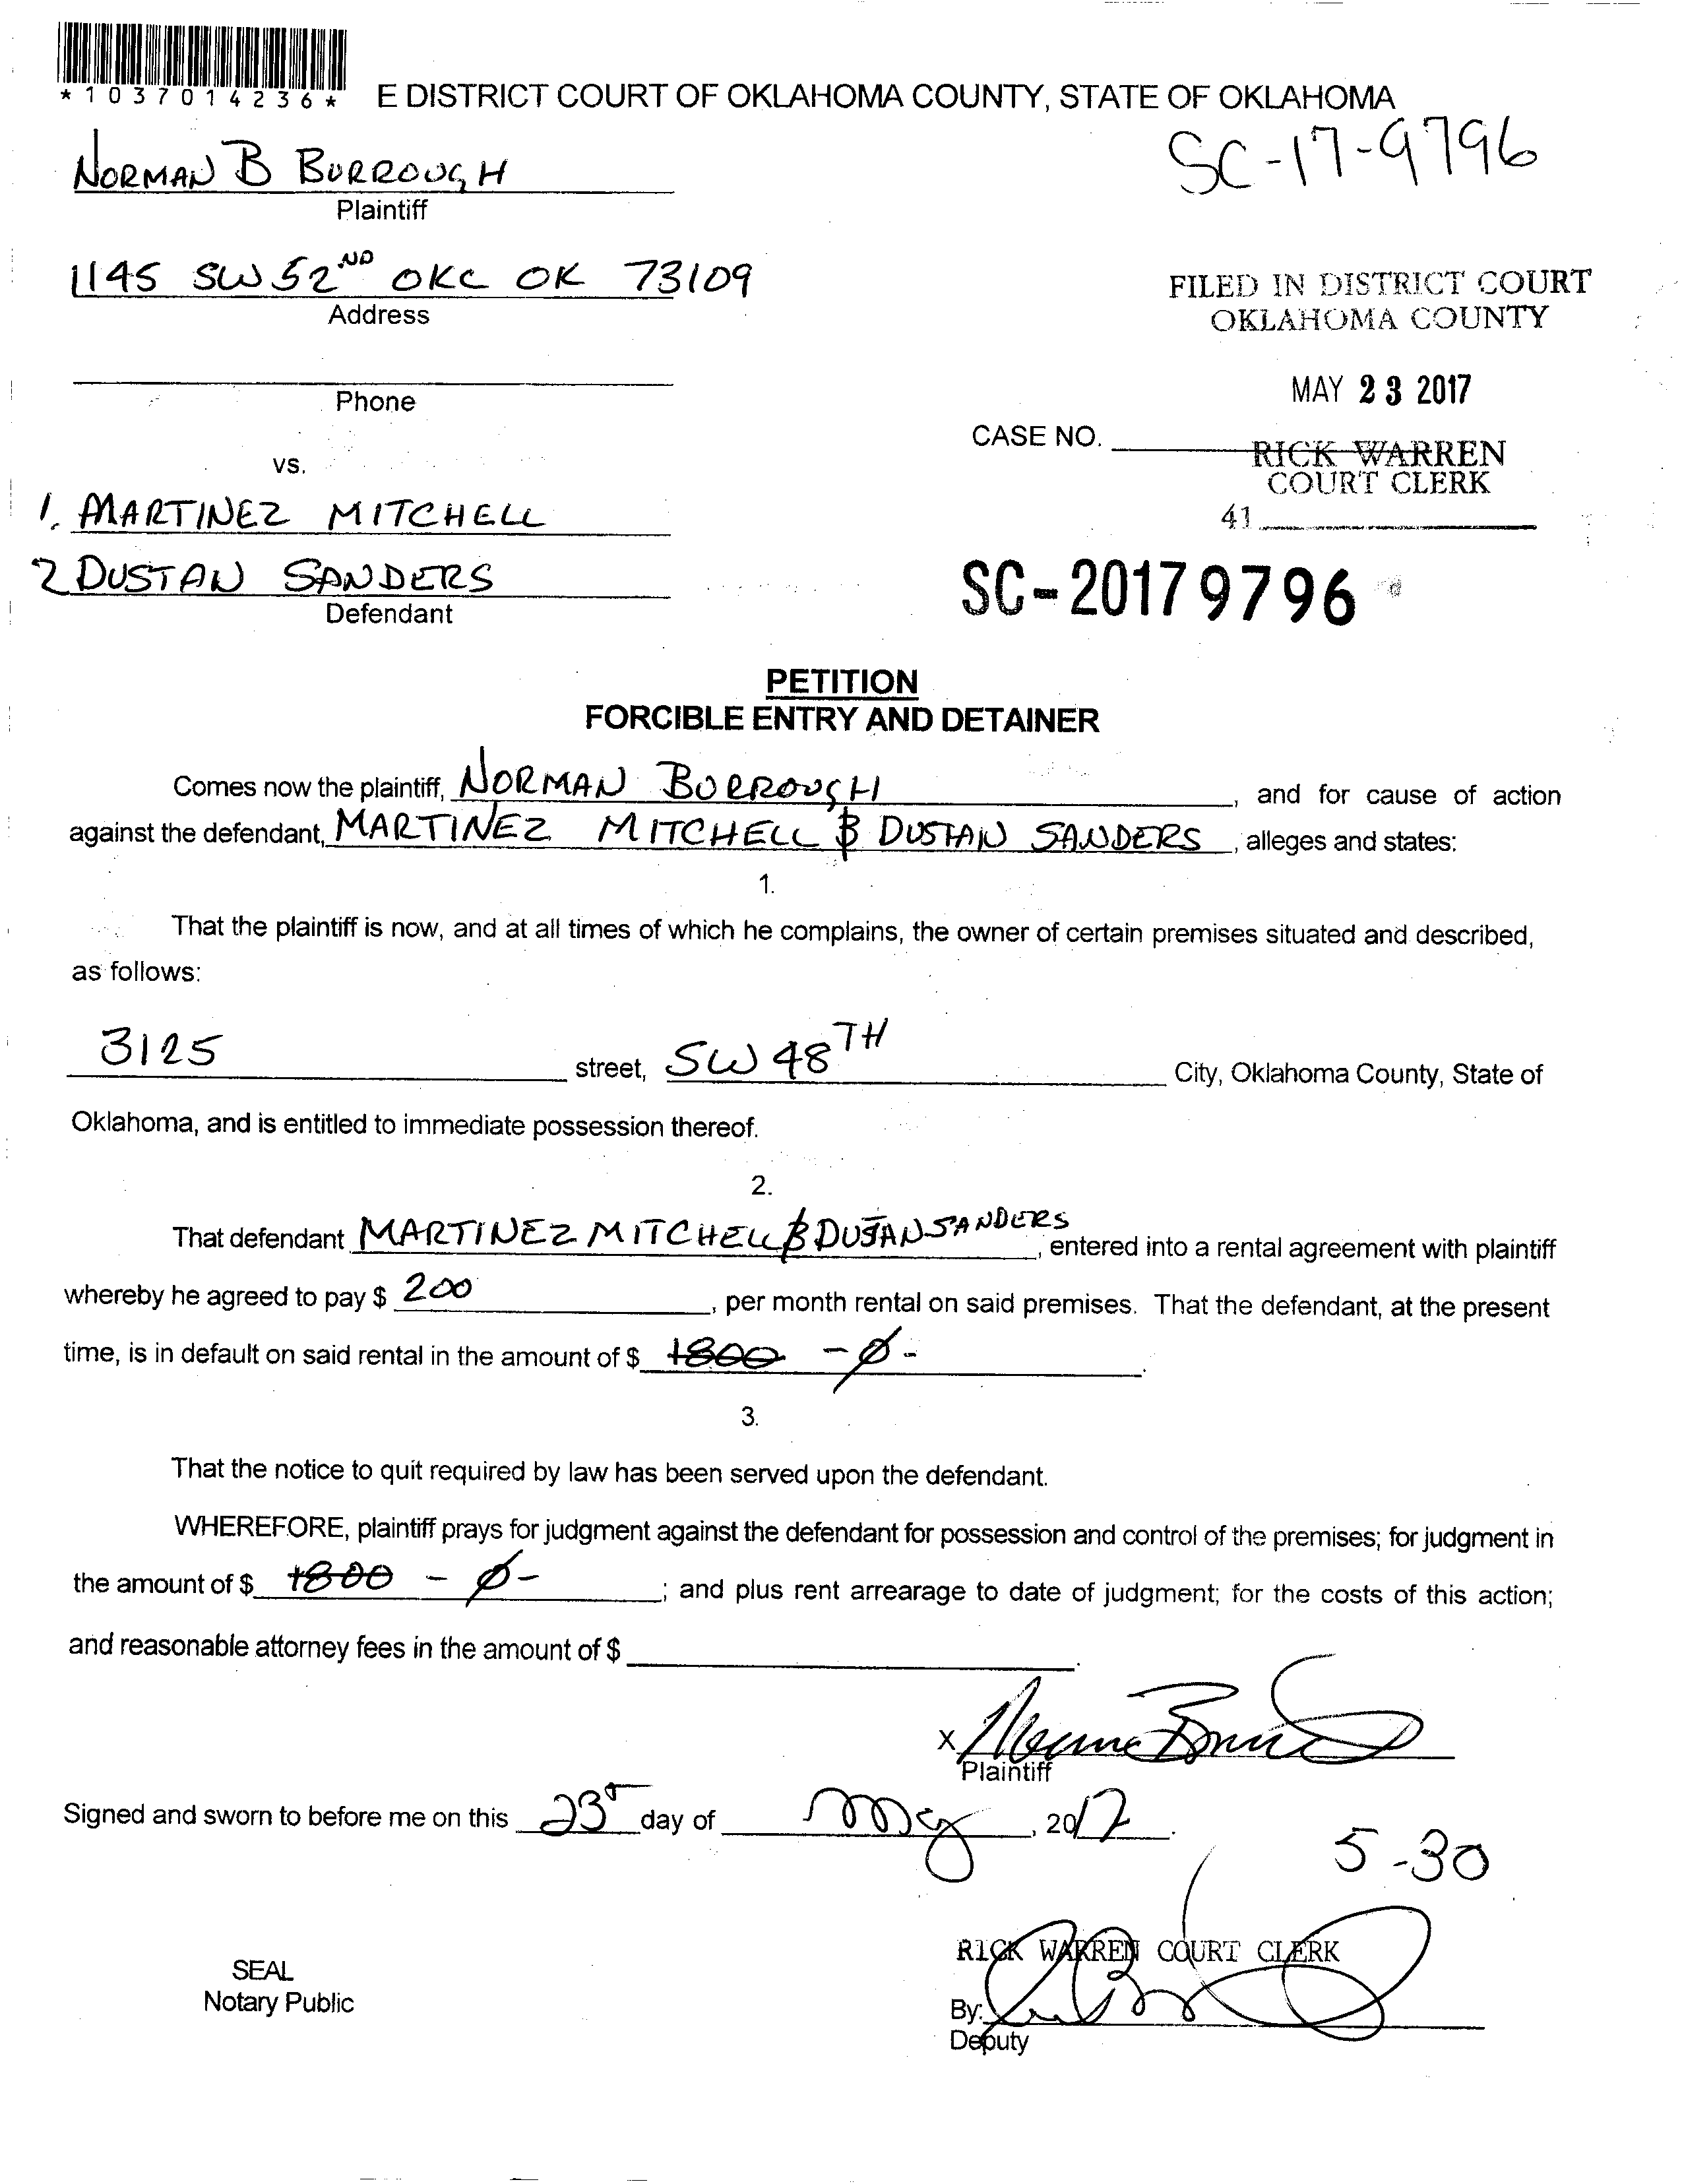 *1037014236*
E DISTRICT COURT OF OKLAHOMA COUNTY, STATE OF OKLAHOMA
SC-17-9796
NORMAN B BURROUGH
Plaintiff
1145 SW 52ND OKC OK 73109
Address
FILED IN DISTRICT COURT
OKLAHOMA COUNTY
Phone
MAY 23 2017
CASE NO.
RICK WARREN
COURT CLERK
vs.
41
1. MARTINEZ MITCHELL
2 DUSTAN SANDERS
Defendant
SC-2017 9796
PETITION
FORCIBLE ENTRY AND DETAINER
Comes now the plaintiff, NORMAN BURROUGH, and for cause of action
against the defendant, MARTINEZ MITCHELL & DUSTAN SANDERS, alleges and states:
1.
That the plaintiff is now, and at all times of which he complains, the owner of certain premises situated and described,
as follows:
3125 street, SW 48TH City, Oklahoma County, State of
Oklahoma, and is entitled to immediate possession thereof.
2.
That defendant MARTINEZ MITCHELL & DUSTAN SANDERS, entered into a rental agreement with plaintiff
whereby he agreed to pay $ 200, per month rental on said premises. That the defendant, at the present
time, is in default on said rental in the amount of $ 1800 - Ø -.
3.
That the notice to quit required by law has been served upon the defendant.
WHEREFORE, plaintiff prays for judgment against the defendant for possession and control of the premises; for judgment in
the amount of $ 1800 - Ø -; and plus rent arrearage to date of judgment; for the costs of this action;
and reasonable attorney fees in the amount of $ .
X
Plaintiff
Signed and sworn to before me on this 23 day of May, 2017.
5-30
RICK WARREN COURT CLERK
SEAL
Notary Public
By:
Deputy